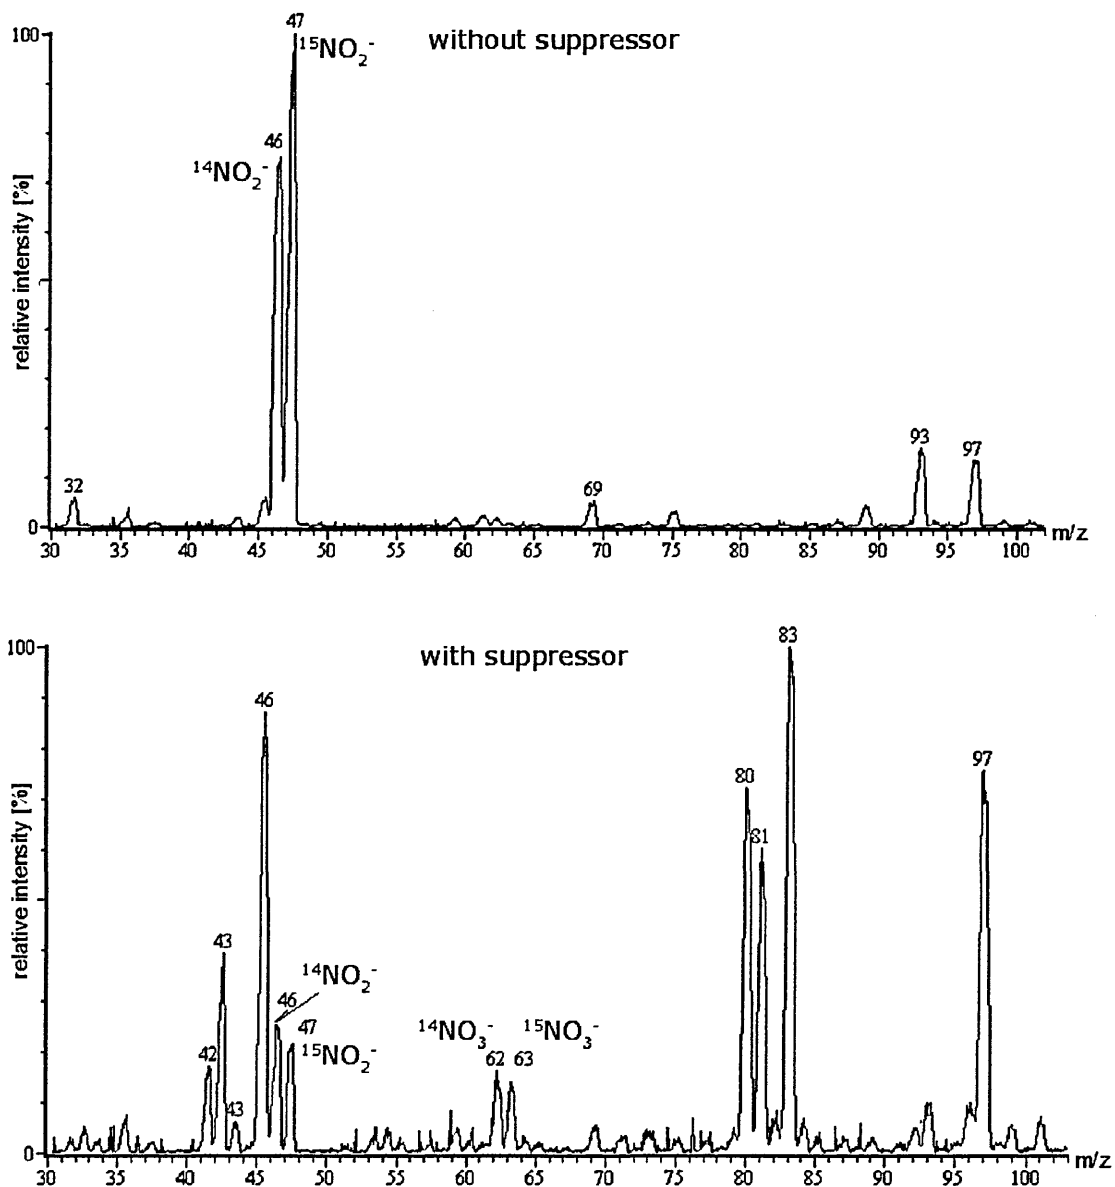 without suppressor
100
47
¹⁵NO₂⁻
46
¹⁴NO₂⁻
relative intensity [%]
32
69
93
97
0
30 35 40 45 50 55 60 65 70 75 80 85 90 95 100 m/z
with suppressor
100
83
46
97
80
81
43
¹⁴NO₂⁻
46
47
¹⁵NO₂⁻
42
43
¹⁴NO₃⁻ ¹⁵NO₃⁻
62 63
relative intensity [%]
0
30 35 40 45 50 55 60 65 70 75 80 85 90 95 100 m/z